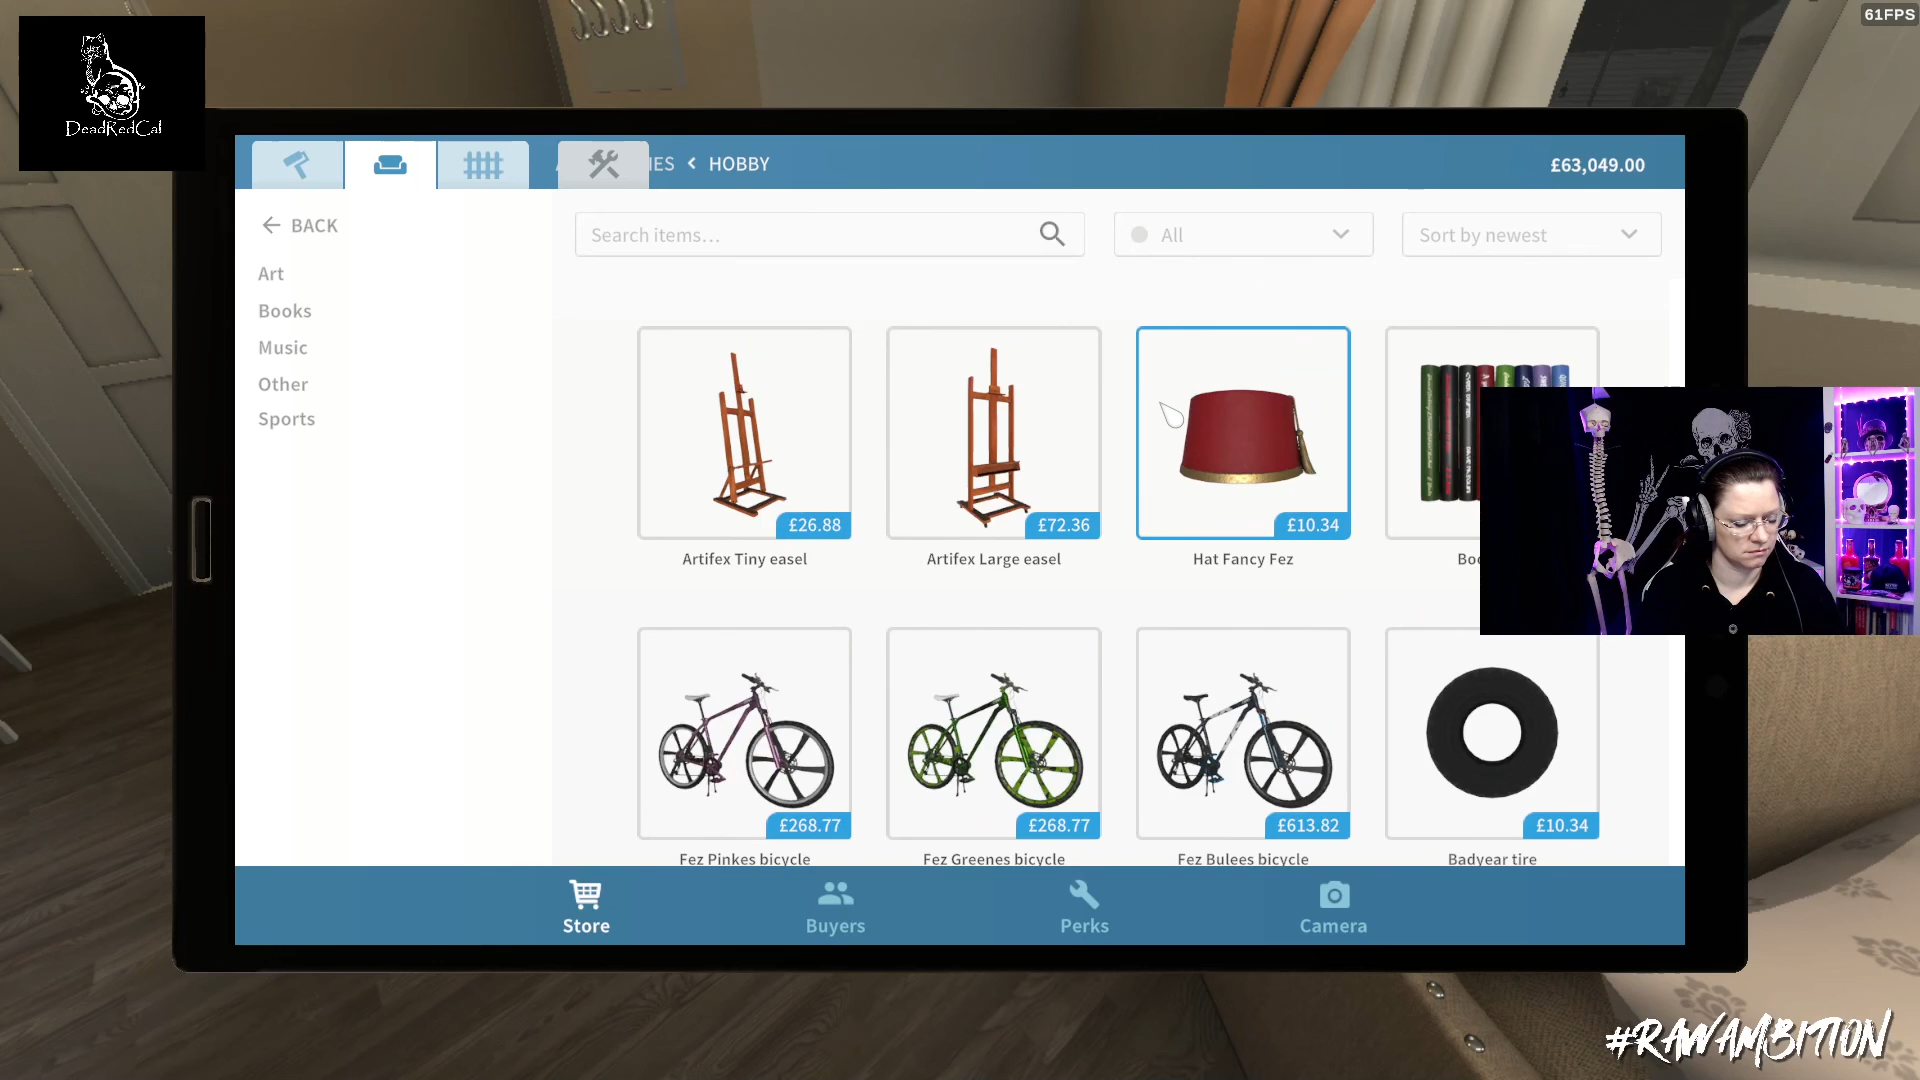 61FPS
DeadRedCal
HOBBY
£63,049.00
BACK
Search items...
All
Sort by newest
Art
Books
Music
Other
Sports
£26.88
£72.36
£10.34
Artifex Tiny easel
Artifex Large easel
Hat Fancy Fez
£268.77
£268.77
£613.82
£10.34
Fez Pinkes bicycle
Fez Greenes bicycle
Fez Bulees bicycle
Badyear tire
Store
Buyers
Perks
Camera
#RAWAMBITION